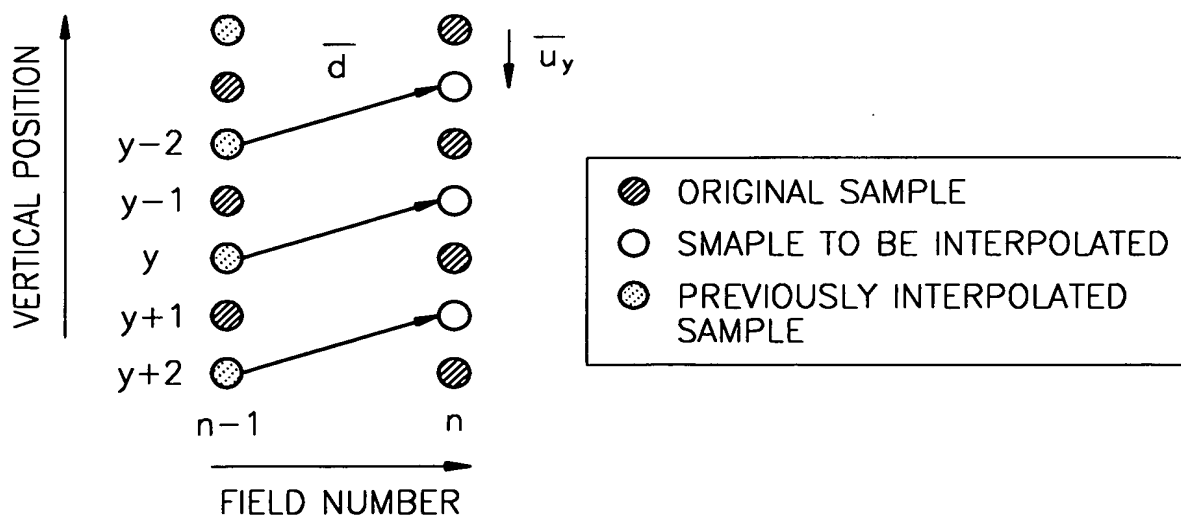 VERTICAL POSITION
d
u_y
y-2
y-1
y
y+1
y+2
n-1
n
FIELD NUMBER
ORIGINAL SAMPLE
SMAPLE TO BE INTERPOLATED
PREVIOUSLY INTERPOLATED
SAMPLE